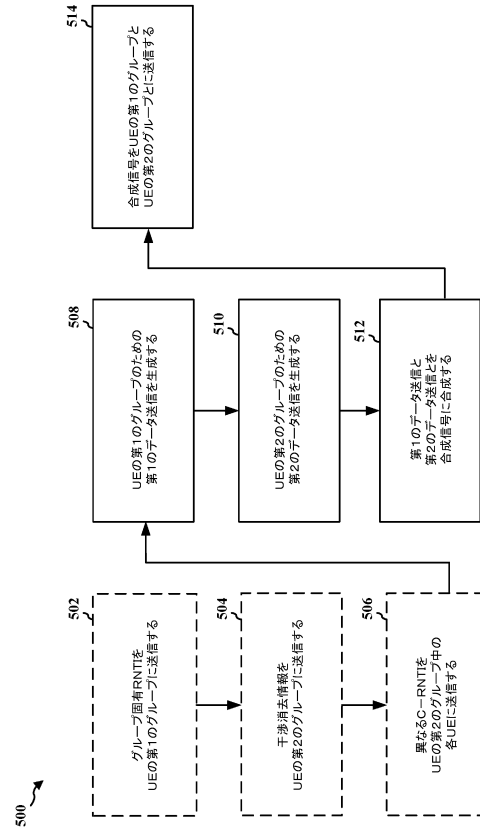 500
502
グループ固有RNTIを
UEの第1のグループに送信する
504
干渉消去情報を
UEの第2のグループに送信する
506
異なるC-RNTIを
UEの第2のグループ中の
各UEに送信する
508
UEの第1のグループのための
第1のデータ送信を生成する
510
UEの第2のグループのための
第2のデータ送信を生成する
512
第1のデータ送信と
第2のデータ送信とを
合成信号に合成する
514
合成信号をUEの第1のグループと
UEの第2のグループとに送信する